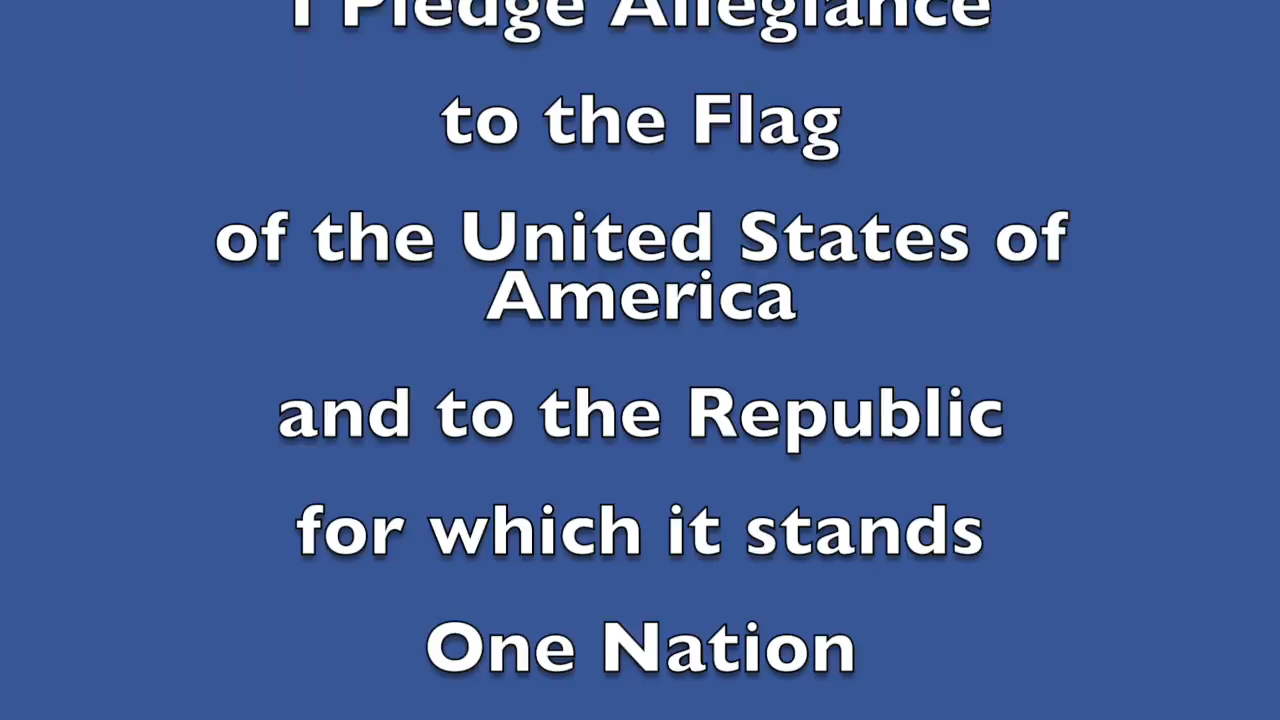 I Pledge Allegiance
to the Flag
of the United States of
America
and to the Republic
for which it stands
One Nation